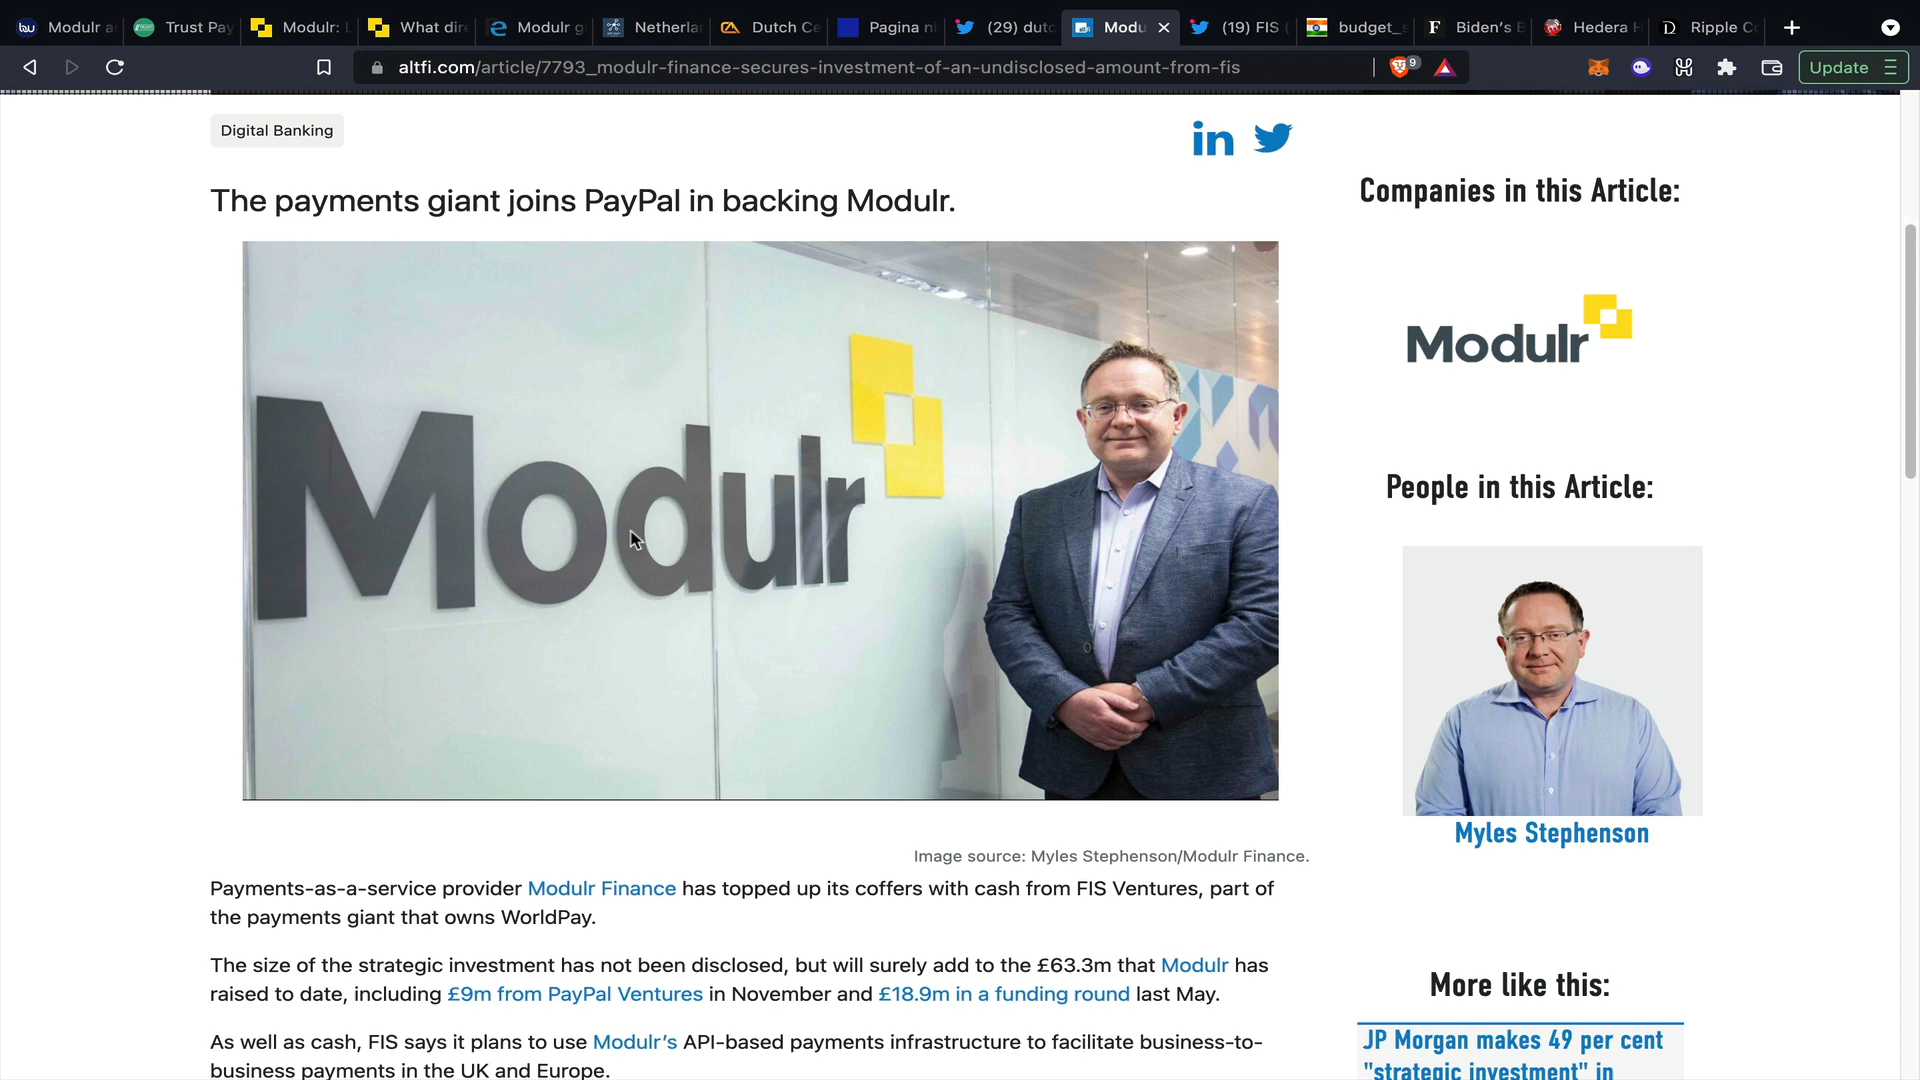 Modulr a
Trust Pay
Modulr:
What dir
Modulr g
Netherla
Dutch Ce
Pagina ni
(29) dutc
Modu
(19) FIS
budget_s
Biden's B
Hedera H
Ripple Co
altfi.com/article/7793_modulr-finance-secures-investment-of-an-undisclosed-amount-from-fis
9
Update
Digital Banking
The payments giant joins PayPal in backing Modulr.
Modulr
Image source: Myles Stephenson/Modulr Finance.
Payments-as-a-service provider Modulr Finance has topped up its coffers with cash from FIS Ventures, part of
the payments giant that owns WorldPay.
The size of the strategic investment has not been disclosed, but will surely add to the £63.3m that Modulr has
raised to date, including £9m from PayPal Ventures in November and £18.9m in a funding round last May.
As well as cash, FIS says it plans to use Modulr's API-based payments infrastructure to facilitate business-to-
business payments in the UK and Europe.
Companies in this Article:
Modulr
People in this Article:
Myles Stephenson
More like this:
JP Morgan makes 49 per cent
"strategic investment" in